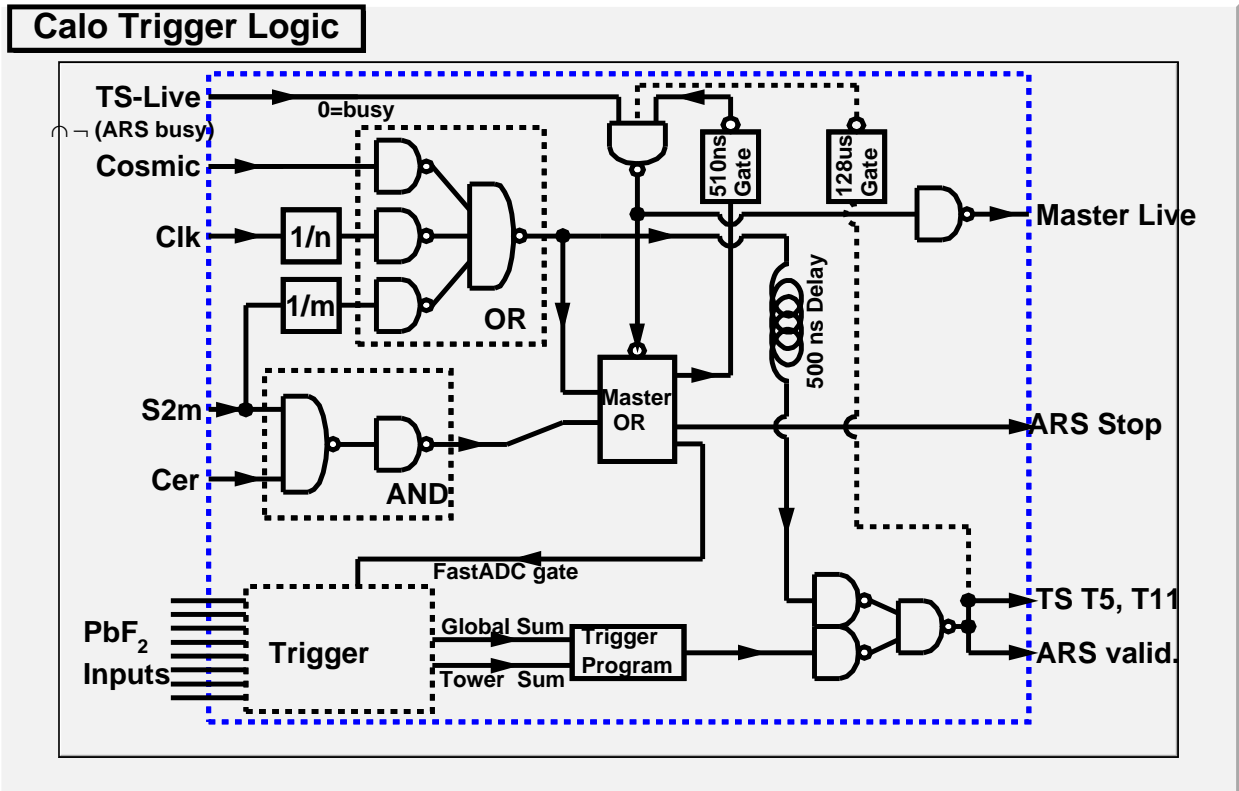 Calo Trigger Logic
TS-Live
0=busy
∩ ¬ (ARS busy)
Cosmic
Clk
1/n
1/m
OR
510ns
Gate
128us
Gate
Master Live
500 ns Delay
S2m
Cer
AND
Master
OR
ARS Stop
FastADC gate
PbF2
Inputs
Trigger
Global Sum
Tower Sum
Trigger
Program
TS T5, T11
ARS valid.